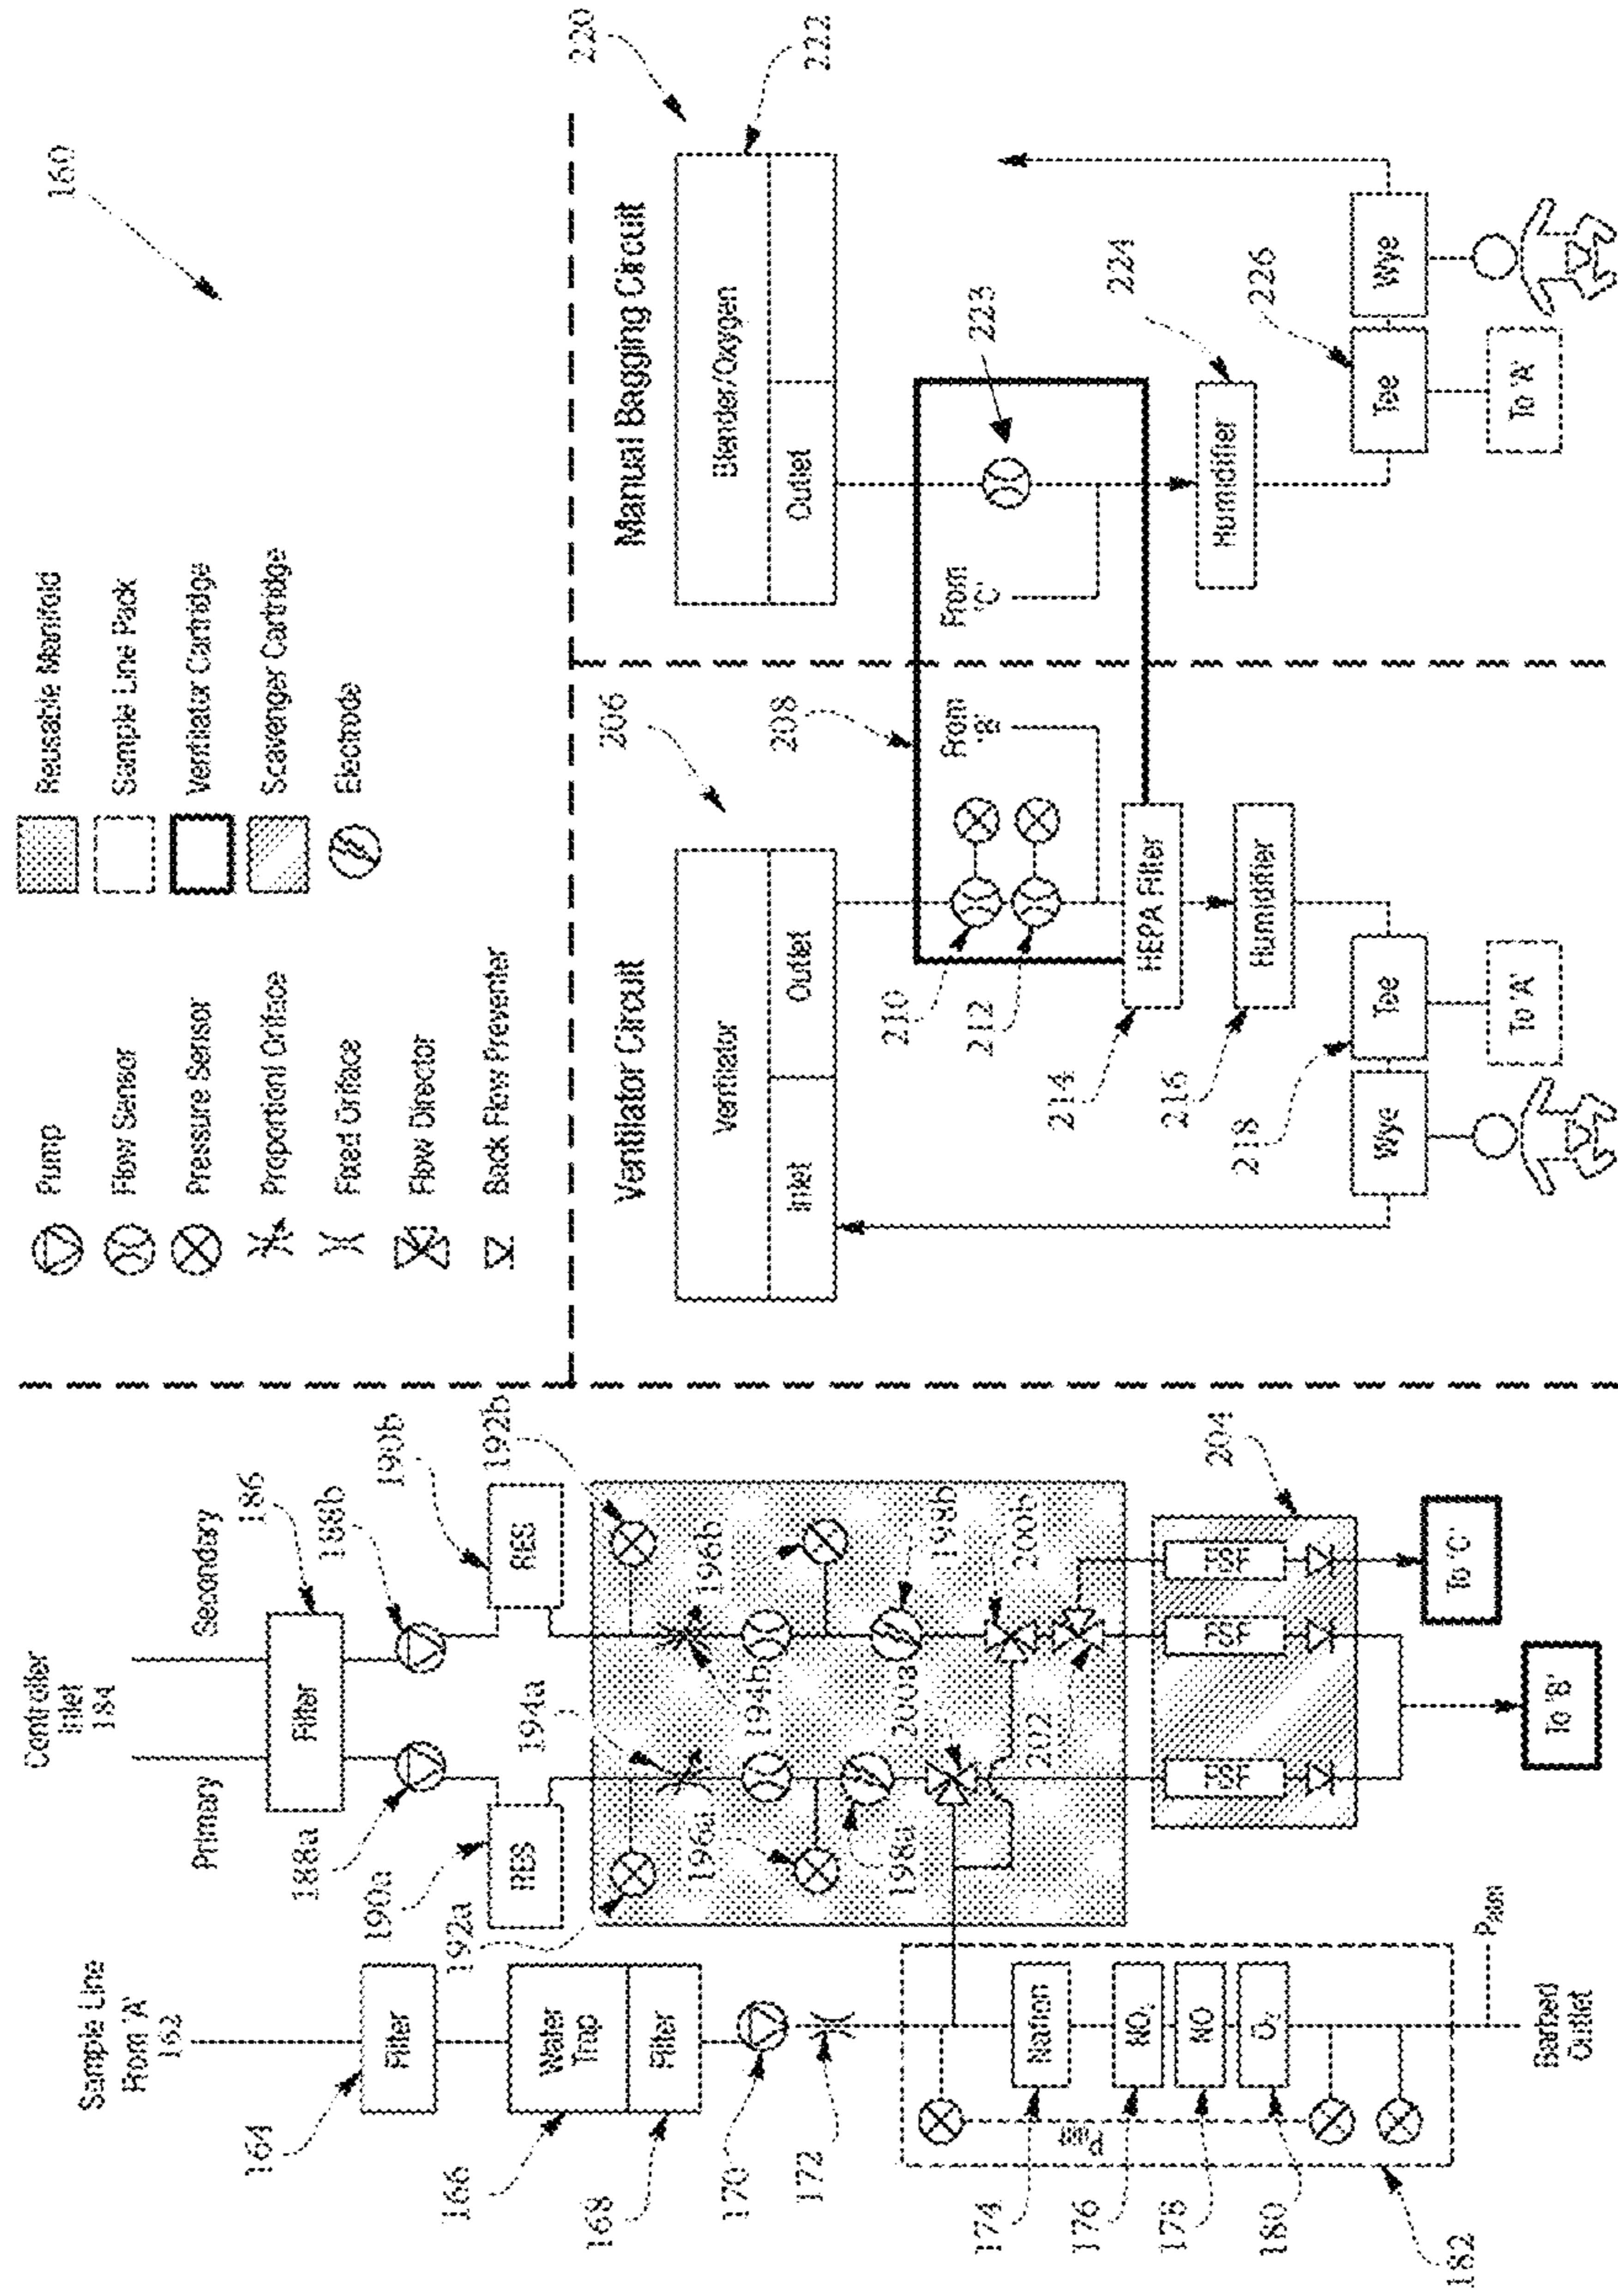 160
Pump
Flow Sensor
Pressure Sensor
Proportionl Oriface
Fixed Oriface
Flow Director
Back Flow Preventer
Reusable Manifold
Sample Line Pack
Ventilator Cartridge
Scavenger Cartridge
Electrode
Sample Line
From 'A'
162
164
Filter
166
Water
Trap
168
Filter
170
172
174
Nafion
176
NO2
178
NO
180
O2
182
Barbed
Outlet
Controller
Inlet
184
Primary
Secondary
186
Filter
188a
188b
190a
RES
190b
RES
192a
192b
194a
194b
196a
196b
198a
198b
200a
200b
202
204
To 'B'
To 'C'
Ventilator Circuit
206
Ventilator
Inlet
Outlet
208
210
212
From
'B'
214
HEPA Filter
216
Humidifier
218
Wye
Tee
To 'A'
Manual Bagging Circuit
220
222
Blender/Oxygen
Outlet
223
From
'C'
224
Humidifier
226
Tee
Wye
To 'A'